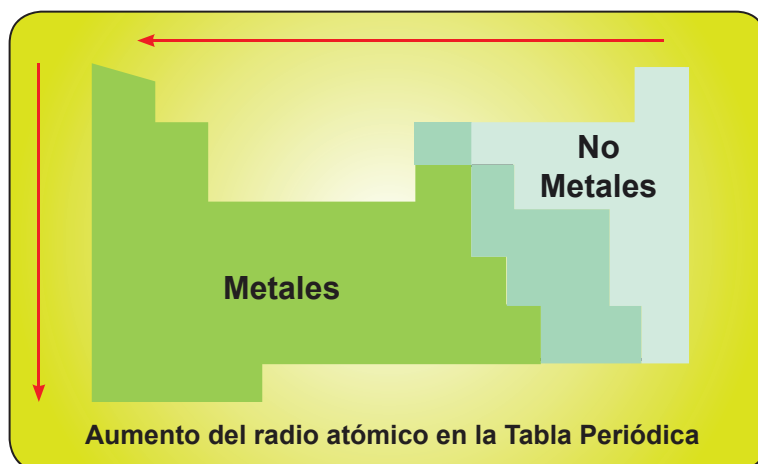 No
Metales
Metales
Aumento del radio atómico en la Tabla Periódica